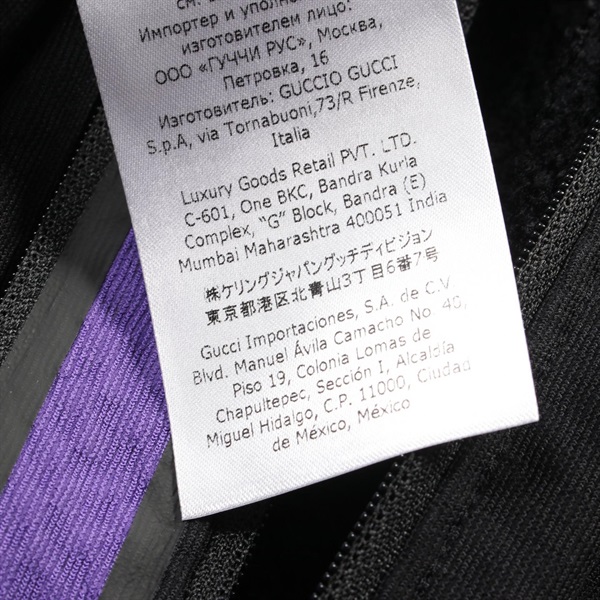 Импортер и уполном
изготовителем лицо:
ООО «ГУЧЧИ РУС», Москва,
Петровка, 16
Изготовитель: GUCCIO GUCCI
S.p.A, via Tornabuoni,73/R Firenze,
Italia
Luxury Goods Retail PVT. LTD.
C-601, One BKC, Bandra Kurla
Complex, "G" Block, Bandra (E)
Mumbai Maharashtra 400051 India
㈱ケリングジャパングッチディビジョン
東京都港区北青山3丁目6番7号
Gucci Importaciones, S.A. de C.V.
Blvd. Manuel Ávila Camacho No. 40,
Piso 19, Colonia Lomas de
Chapultepec, Sección I, Alcaldía
Miguel Hidalgo, C.P. 11000, Ciudad
de México, México